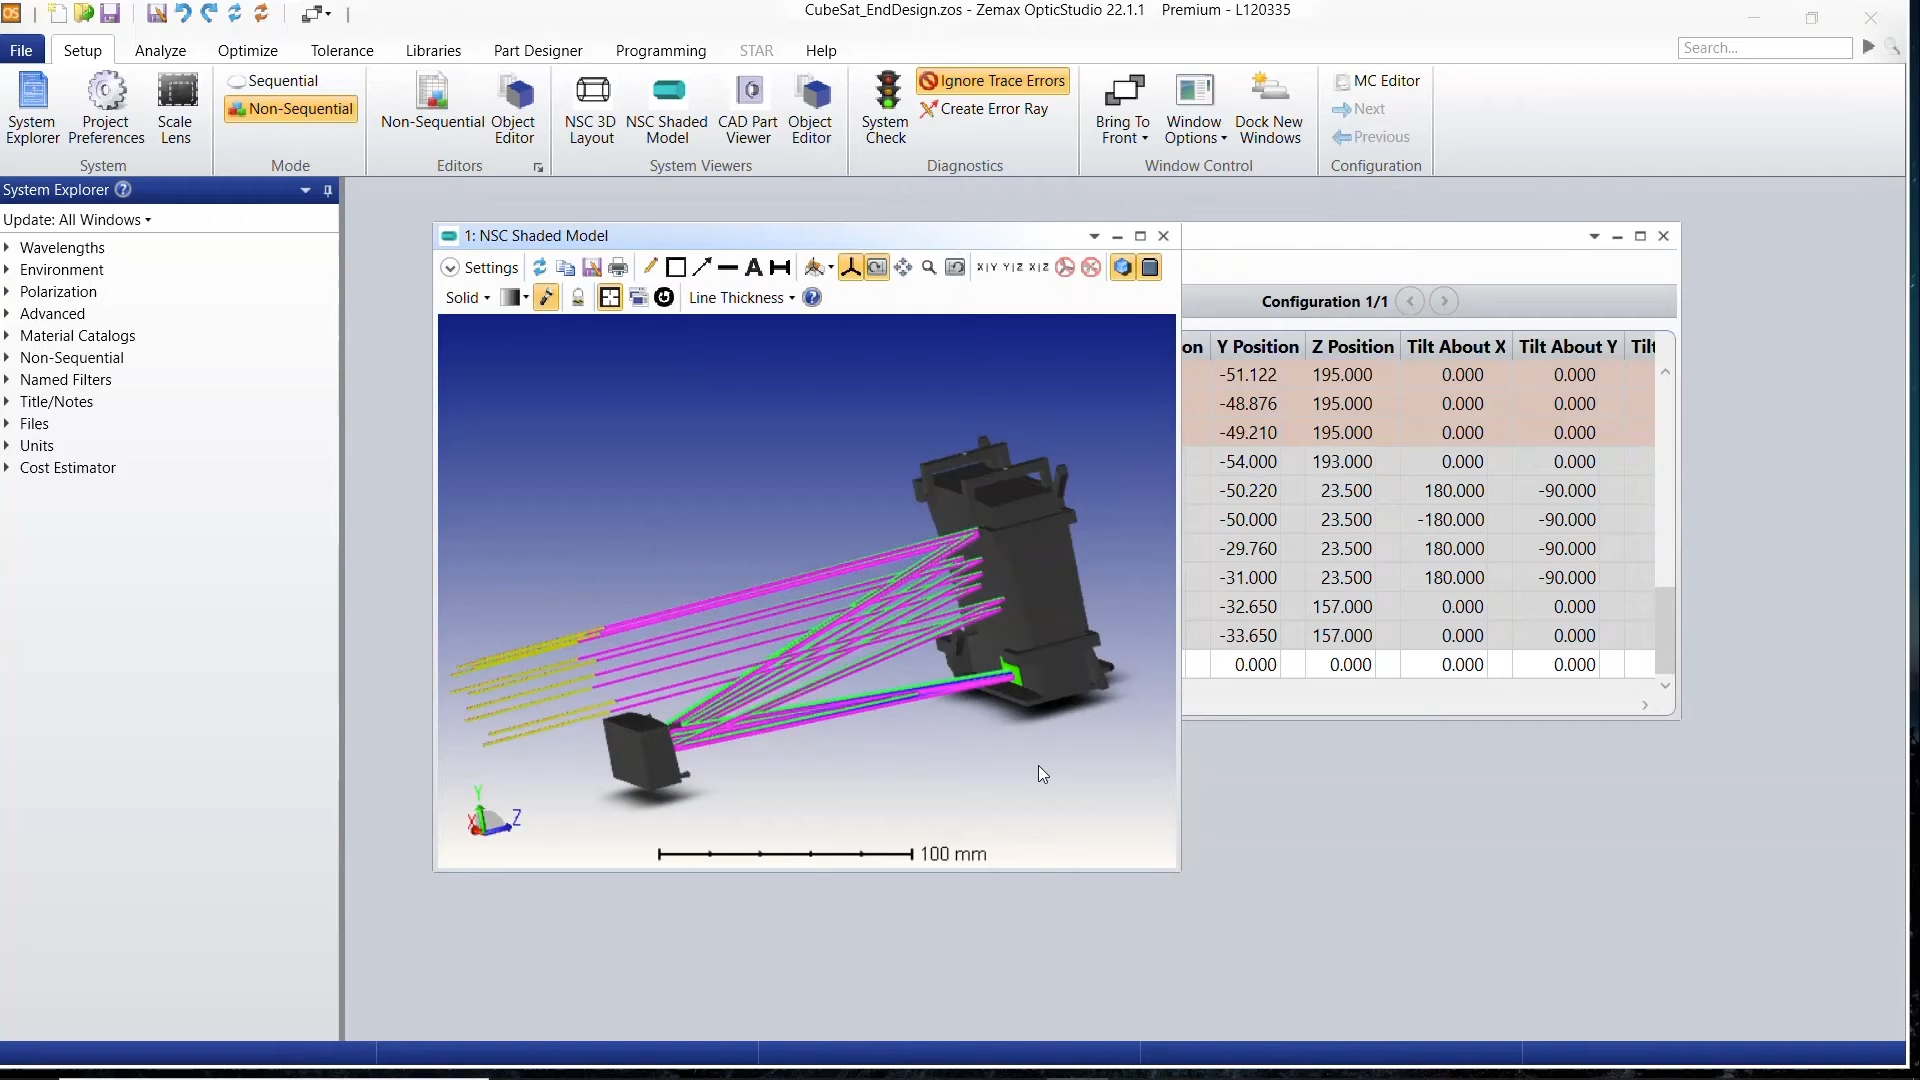 OS
CubeSat_EndDesign.zos - Zemax OpticStudio 22.1.1 Premium - L120335
File Setup Analyze Optimize Tolerance Libraries Part Designer Programming STAR Help
Search...
System Explorer
Project Preferences
Scale Lens
System
Sequential
Non-Sequential
Mode
Non-Sequential
Object Editor
Editors
NSC 3D Layout
NSC Shaded Model
CAD Part Viewer
Object Editor
System Viewers
System Check
Ignore Trace Errors
Create Error Ray
Diagnostics
Bring To Front
Window Options
Dock New Windows
Window Control
MC Editor
Next
Previous
Configuration
System Explorer ?
Update: All Windows
Wavelengths
Environment
Polarization
Advanced
Material Catalogs
Non-Sequential
Named Filters
Title/Notes
Files
Units
Cost Estimator
1: NSC Shaded Model
Settings A X|Y Y|Z X|Z
Solid Line Thickness ?
Y
X Z
100 mm
Configuration 1/1
on Y Position Z Position Tilt About X Tilt About Y Tilt
-51.122 195.000 0.000 0.000
-48.876 195.000 0.000 0.000
-49.210 195.000 0.000 0.000
-54.000 193.000 0.000 0.000
-50.220 23.500 180.000 -90.000
-50.000 23.500 -180.000 -90.000
-29.760 23.500 180.000 -90.000
-31.000 23.500 180.000 -90.000
-32.650 157.000 0.000 0.000
-33.650 157.000 0.000 0.000
0.000 0.000 0.000 0.000